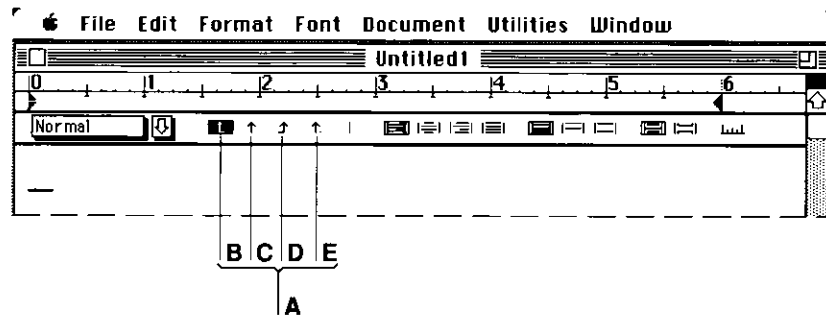 File Edit Format Font Document Utilities Window
Untitled1
0 1 2 3 4 5 6
Normal
B C D E
A